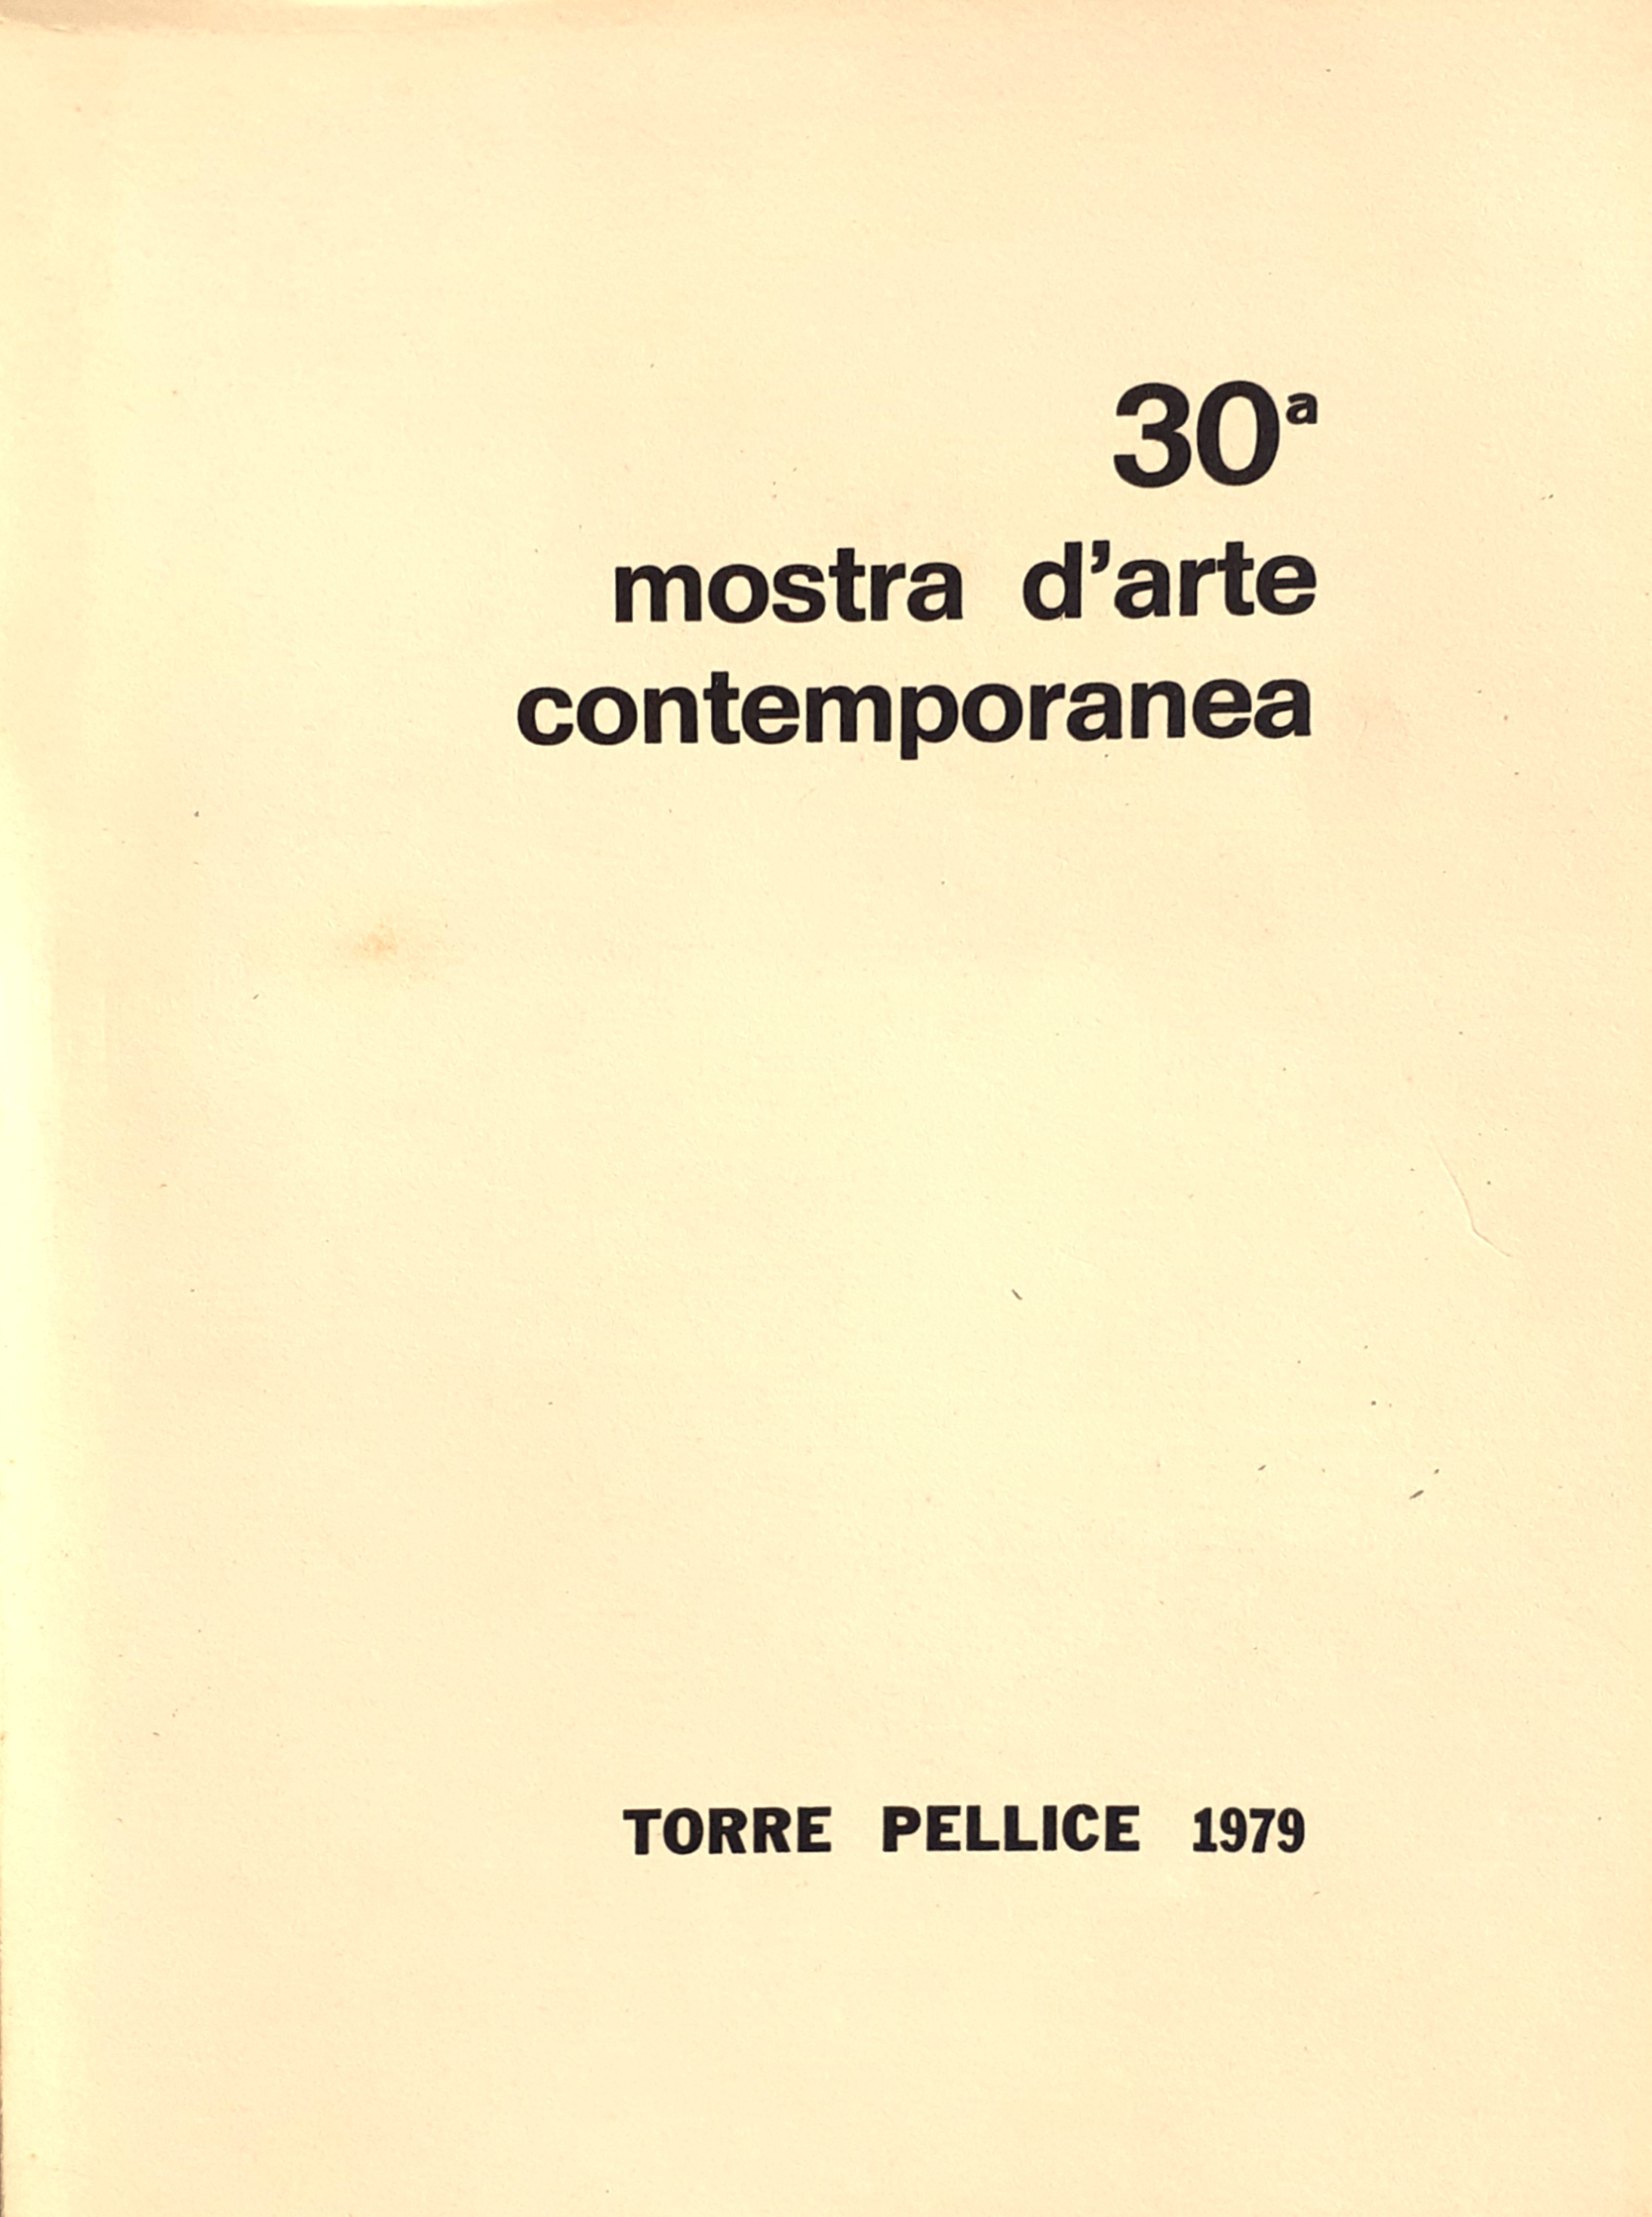 30ª
mostra d'arte
contemporanea
TORRE PELLICE 1979